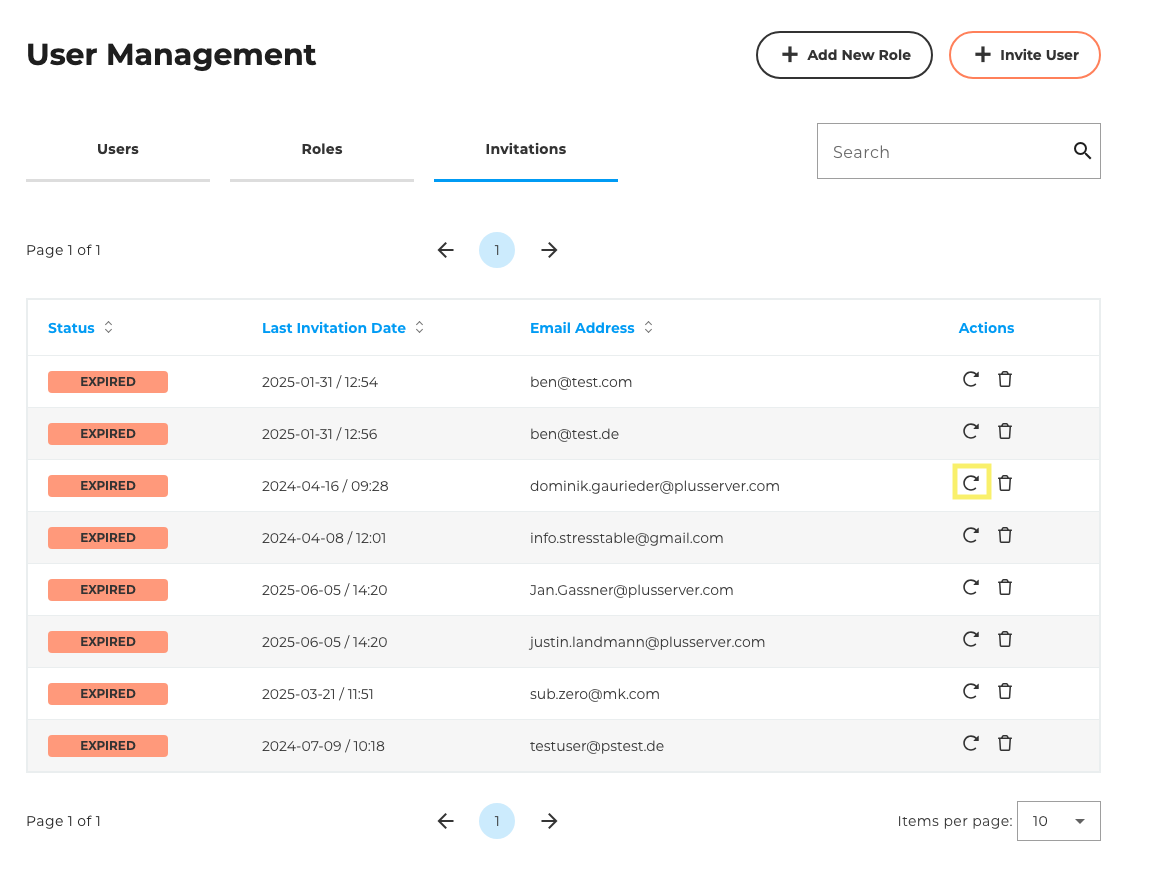 User Management
Add New Role
Invite User
Users
Roles
Invitations
Search
Page 1 of 1
1
Status
Last Invitation Date
Email Address
Actions
EXPIRED 2025-01-31 / 12:54 ben@test.com
EXPIRED 2025-01-31 / 12:56 ben@test.de
EXPIRED 2024-04-16 / 09:28 dominik.gaurieder@plusserver.com
EXPIRED 2024-04-08 / 12:01 info.stresstable@gmail.com
EXPIRED 2025-06-05 / 14:20 Jan.Gassner@plusserver.com
EXPIRED 2025-06-05 / 14:20 justin.landmann@plusserver.com
EXPIRED 2025-03-21 / 11:51 sub.zero@mk.com
EXPIRED 2024-07-09 / 10:18 testuser@pstest.de
Page 1 of 1
1
Items per page: 10